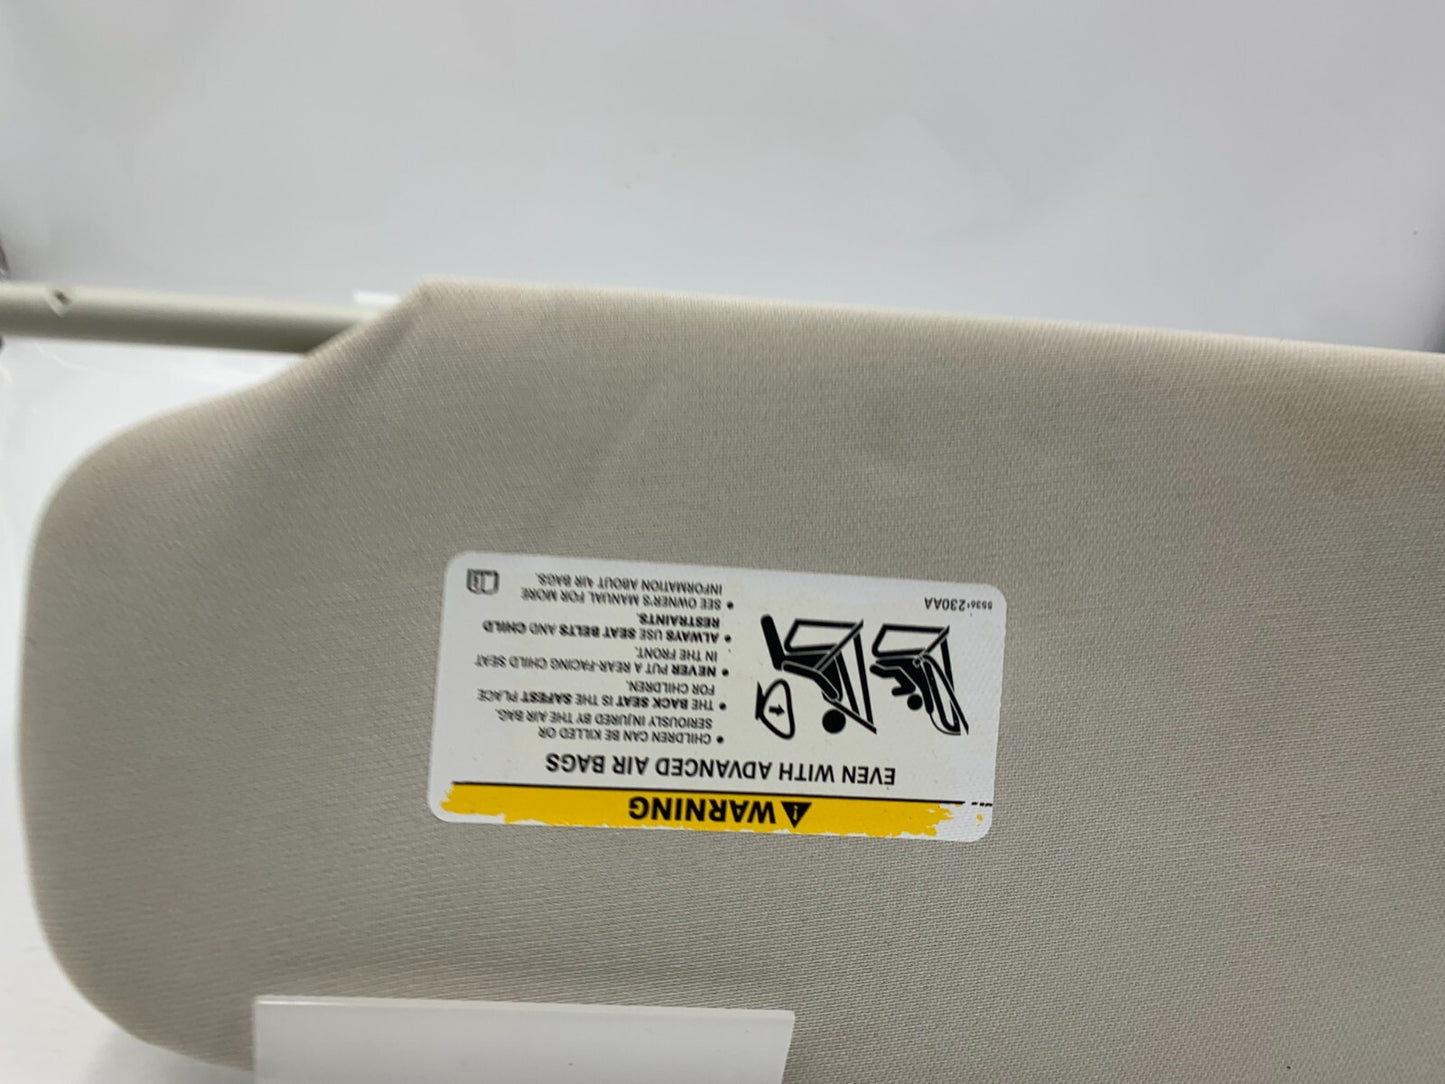 WARNING
EVEN WITH ADVANCED AIR BAGS
• CHILDREN CAN BE KILLED OR
SERIOUSLY INJURED BY THE AIR BAG.
• THE BACK SEAT IS THE SAFEST PLACE
FOR CHILDREN.
• NEVER PUT A REAR-FACING CHILD SEAT
IN THE FRONT.
• ALWAYS USE SEAT BELTS AND CHILD
RESTRAINTS.
• SEE OWNER'S MANUAL FOR MORE
INFORMATION ABOUT AIR BAGS.
230AA